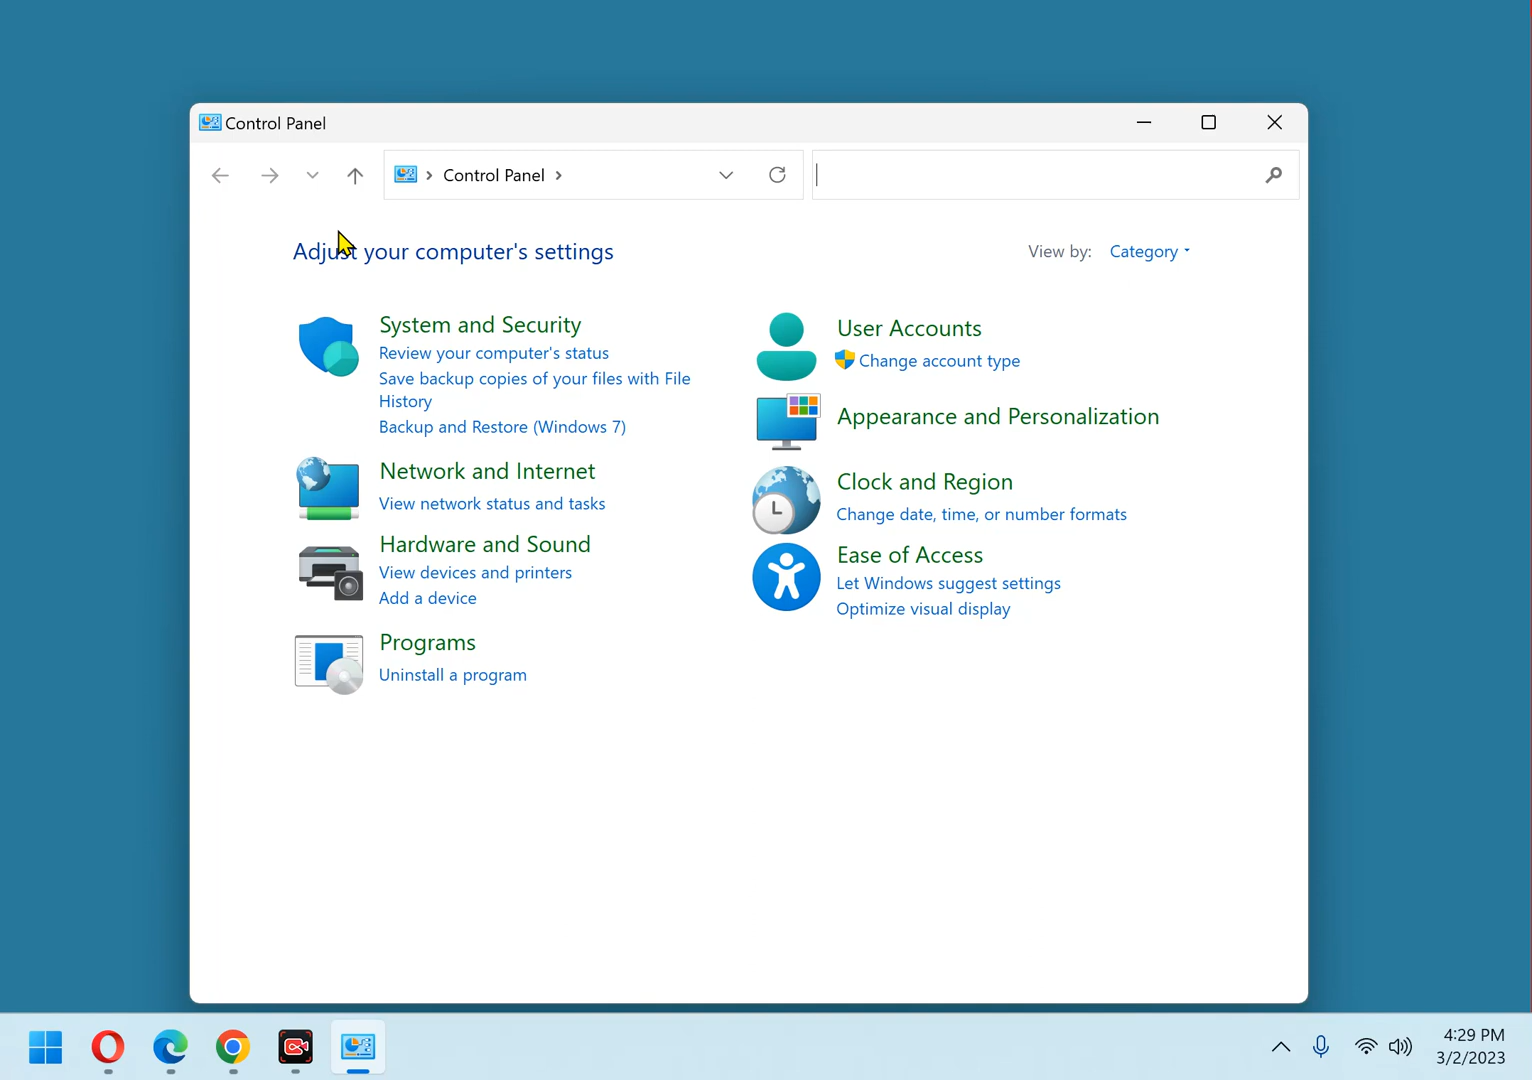 Control Panel
Control Panel
Adjust your computer's settings
View by: Category
System and Security
Review your computer's status
Save backup copies of your files with File
History
Backup and Restore (Windows 7)
Network and Internet
View network status and tasks
Hardware and Sound
View devices and printers
Add a device
Programs
Uninstall a program
User Accounts
Change account type
Appearance and Personalization
Clock and Region
Change date, time, or number formats
Ease of Access
Let Windows suggest settings
Optimize visual display
4:29 PM
3/2/2023